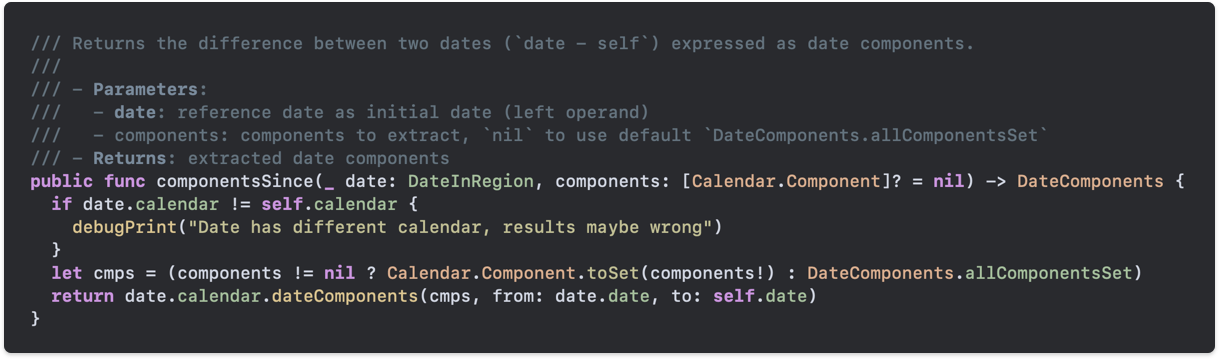 /// Returns the difference between two dates (`date - self`) expressed as date components.
///
/// - Parameters:
///   - date: reference date as initial date (left operand)
///   - components: components to extract, `nil` to use default `DateComponents.allComponentsSet`
/// - Returns: extracted date components
public func componentsSince(_ date: DateInRegion, components: [Calendar.Component]? = nil) -> DateComponents {
  if date.calendar != self.calendar {
    debugPrint("Date has different calendar, results maybe wrong")
  }
  let cmps = (components != nil ? Calendar.Component.toSet(components!) : DateComponents.allComponentsSet)
  return date.calendar.dateComponents(cmps, from: date.date, to: self.date)
}